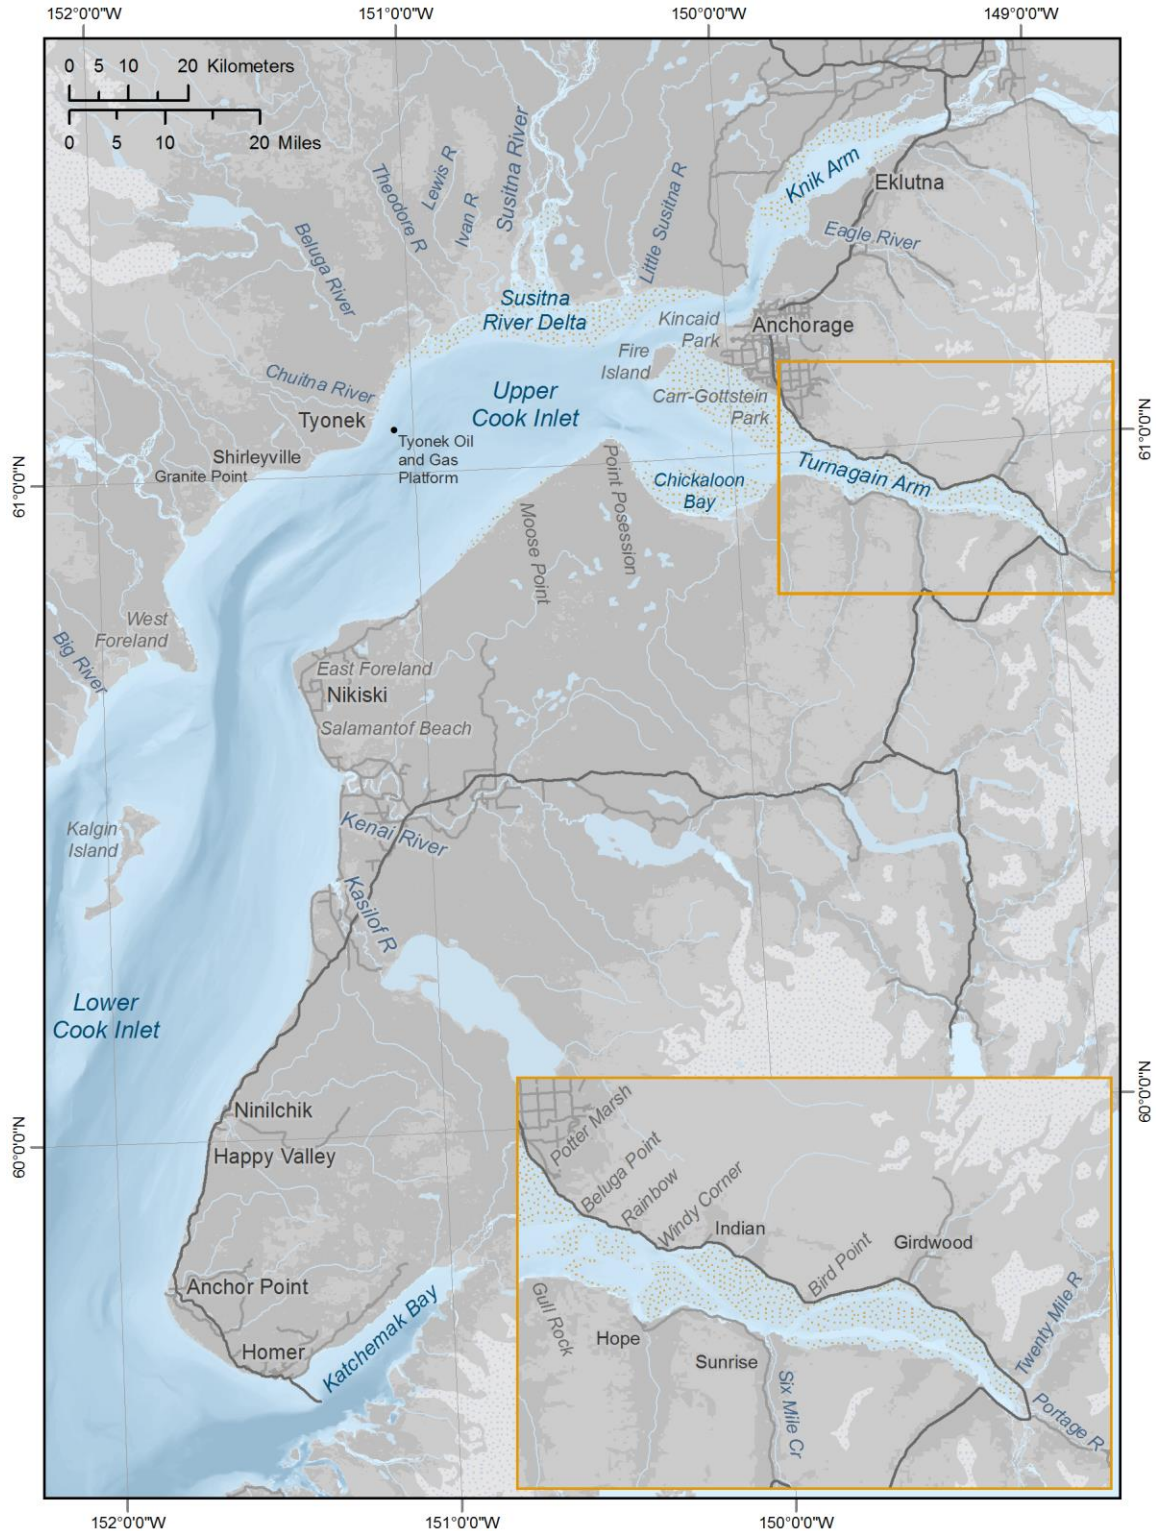 152°0'0"W
151°0'0"W
150°0'0"W
149°0'0"W
0 5 10 20 Kilometers
0 5 10 20 Miles
Theodore R
Lewis R
Ivan R
Susitna River
Little Susitna R
Knik Arm
Eklutna
Eagle River
Beluga River
Susitna
River Delta
Kincaid
Park
Anchorage
Fire
Island
Chuitna River
Upper
Cook Inlet
Carr-Gottstein
Park
Tyonek
Tyonek Oil
and Gas
Platform
Shirleyville
Granite Point
61°0'0"N
61°0'0"N
Point Posession
Chickaloon
Bay
Turnagain Arm
Moose Point
West
Foreland
Big River
East Foreland
Nikiski
Salamantof Beach
Kalgin
Island
Kenai River
Kasilof R
Lower
Cook Inlet
60°0'0"N
60°0'0"N
Ninilchik
Happy Valley
Anchor Point
Homer
Katchemak Bay
Potter Marsh
Beluga Point
Rainbow
Windy Corner
Indian
Bird Point
Girdwood
Gull Rock
Hope
Sunrise
Six Mile Cr
Twenty Mile R
Portage R
152°0'0"W
151°0'0"W
150°0'0"W